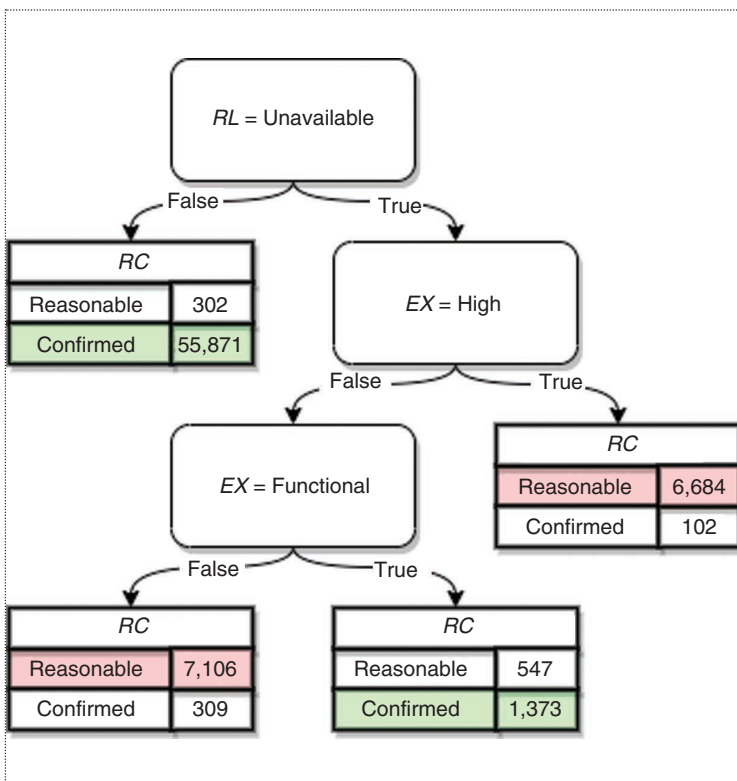 RL = Unavailable
False
True
RC
Reasonable 302
Confirmed 55,871
EX = High
False
True
RC
Reasonable 6,684
Confirmed 102
EX = Functional
False
True
RC
Reasonable 7,106
Confirmed 309
RC
Reasonable 547
Confirmed 1,373